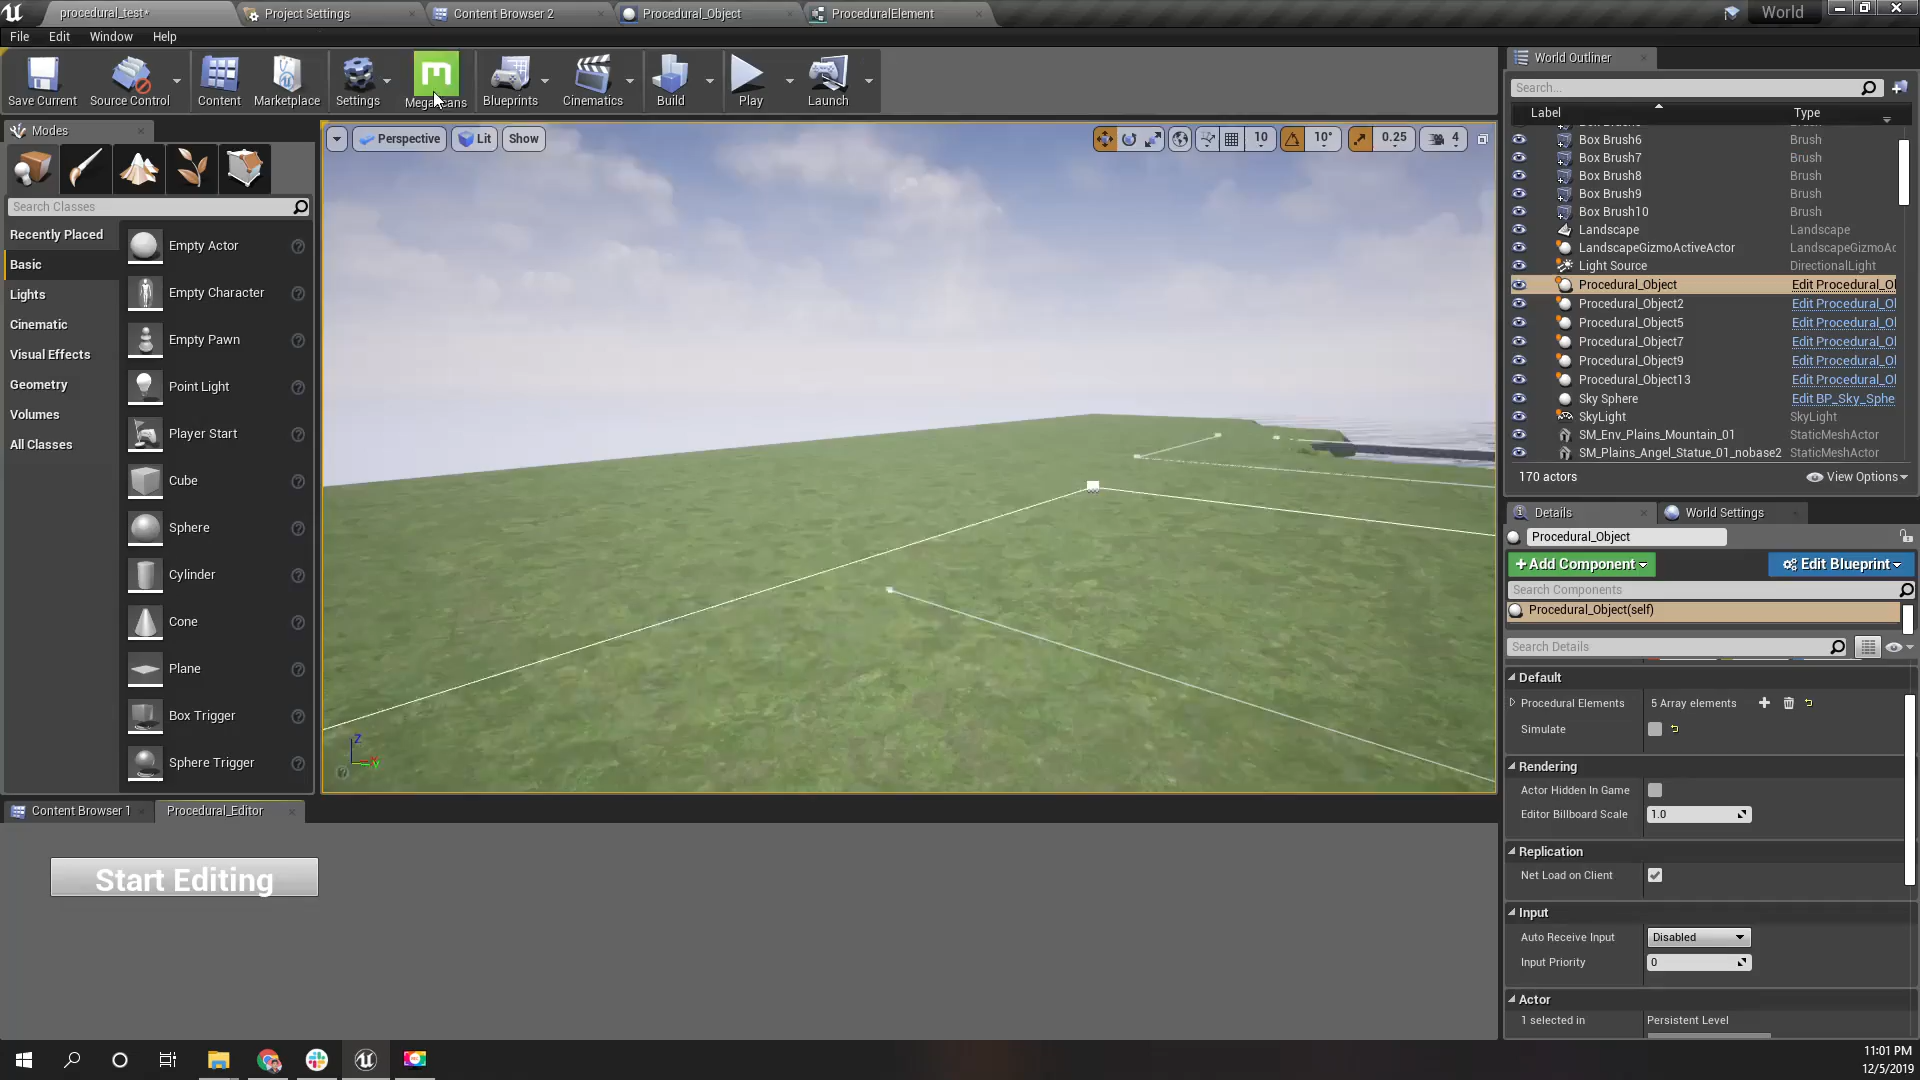 procedural_test*
Project Settings
Content Browser 2
Procedural_Object
ProceduralElement
World
File
Edit
Window
Help
Save Current
Source Control
Content
Marketplace
Settings
Megascans
Blueprints
Cinematics
Build
Play
Launch
World Outliner
Search...
Label
Type
Box Brush6
Brush
Box Brush7
Brush
Box Brush8
Brush
Box Brush9
Brush
Box Brush10
Brush
Landscape
Landscape
LandscapeGizmoActiveActor
LandscapeGizmoAc
Light Source
DirectionalLight
Procedural_Object
Edit Procedural_Ol
Procedural_Object2
Edit Procedural_Ol
Procedural_Object5
Edit Procedural_Ol
Procedural_Object7
Edit Procedural_Ol
Procedural_Object9
Edit Procedural_Ol
Procedural_Object13
Edit Procedural_Ol
Sky Sphere
Edit BP_Sky_Sphe
SkyLight
SkyLight
SM_Env_Plains_Mountain_01
StaticMeshActor
SM_Plains_Angel_Statue_01_nobase2
StaticMeshActor
170 actors
View Options
Modes
Search Classes
Recently Placed
Basic
Lights
Cinematic
Visual Effects
Geometry
Volumes
All Classes
Empty Actor
Empty Character
Empty Pawn
Point Light
Player Start
Cube
Sphere
Cylinder
Cone
Plane
Box Trigger
Sphere Trigger
Perspective
Lit
Show
10
10°
0.25
4
Z
Y
Details
World Settings
Procedural_Object
+Add Component
Edit Blueprint
Search Components
Procedural_Object(self)
Search Details
Default
Procedural Elements
5 Array elements
Simulate
Rendering
Actor Hidden In Game
Editor Billboard Scale
1.0
Replication
Net Load on Client
Input
Auto Receive Input
Disabled
Input Priority
0
Actor
1 selected in
Persistent Level
Content Browser 1
Procedural_Editor
Start Editing
11:01 PM
12/5/2019